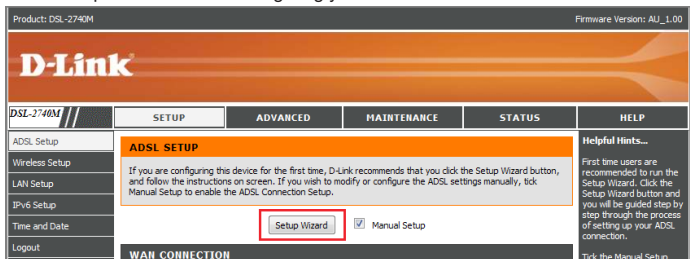 Product: DSL-2740M Firmware Version: AU_1.00
D-Link
DSL-2740M SETUP ADVANCED MAINTENANCE STATUS HELP
ADSL Setup
Wireless Setup
LAN Setup
IPv6 Setup
Time and Date
Logout
ADSL SETUP
If you are configuring this device for the first time, D-Link recommends that you click the Setup Wizard button,
and follow the instructions on screen. If you wish to modify or configure the ADSL settings manually, tick
Manual Setup to enable the ADSL Connection Setup.
Setup Wizard Manual Setup
WAN CONNECTION
Helpful Hints...
First time users are
recommended to run the
Setup Wizard. Click the
Setup Wizard button and
you will be guided step by
step through the process
of setting up your ADSL
connection.
Tick the Manual Setup